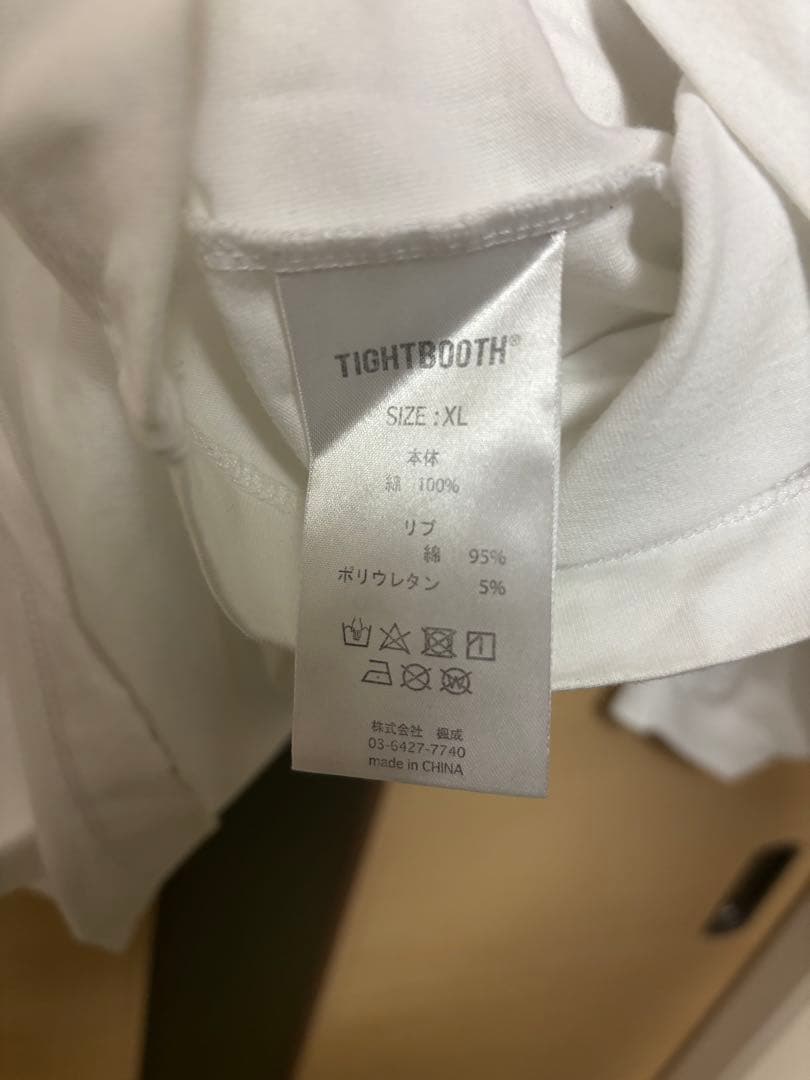 TIGHTBOOTH®
SIZE : XL
本体
綿 100%
リブ
綿 95%
ポリウレタン 5%
株式会社 楓成
03-6427-7740
made in CHINA